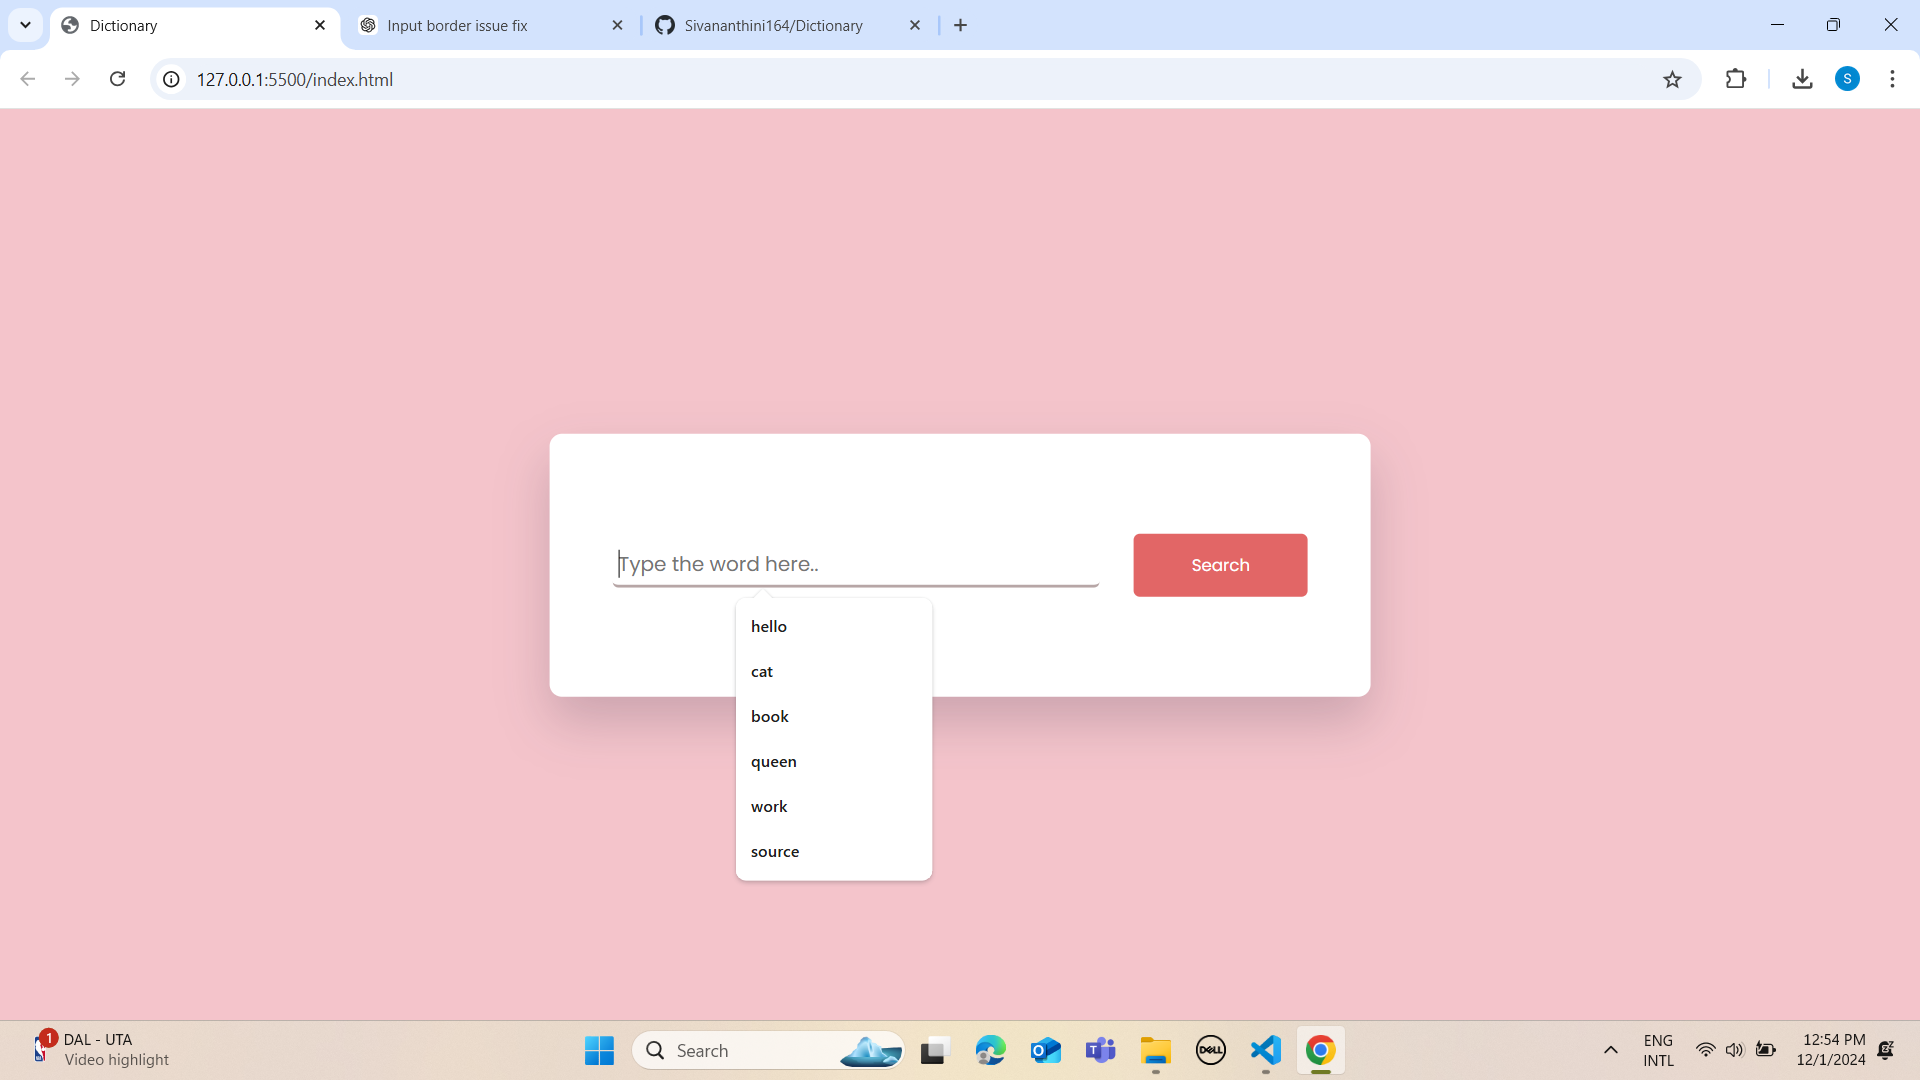 Dictionary
Input border issue fix
Sivananthini164/Dictionary
127.0.0.1:5500/index.html
S
Type the word here..
Search
hello
cat
book
queen
work
source
1
DAL - UTA
Video highlight
Search
DELL
ENG
INTL
12:54 PM
12/1/2024